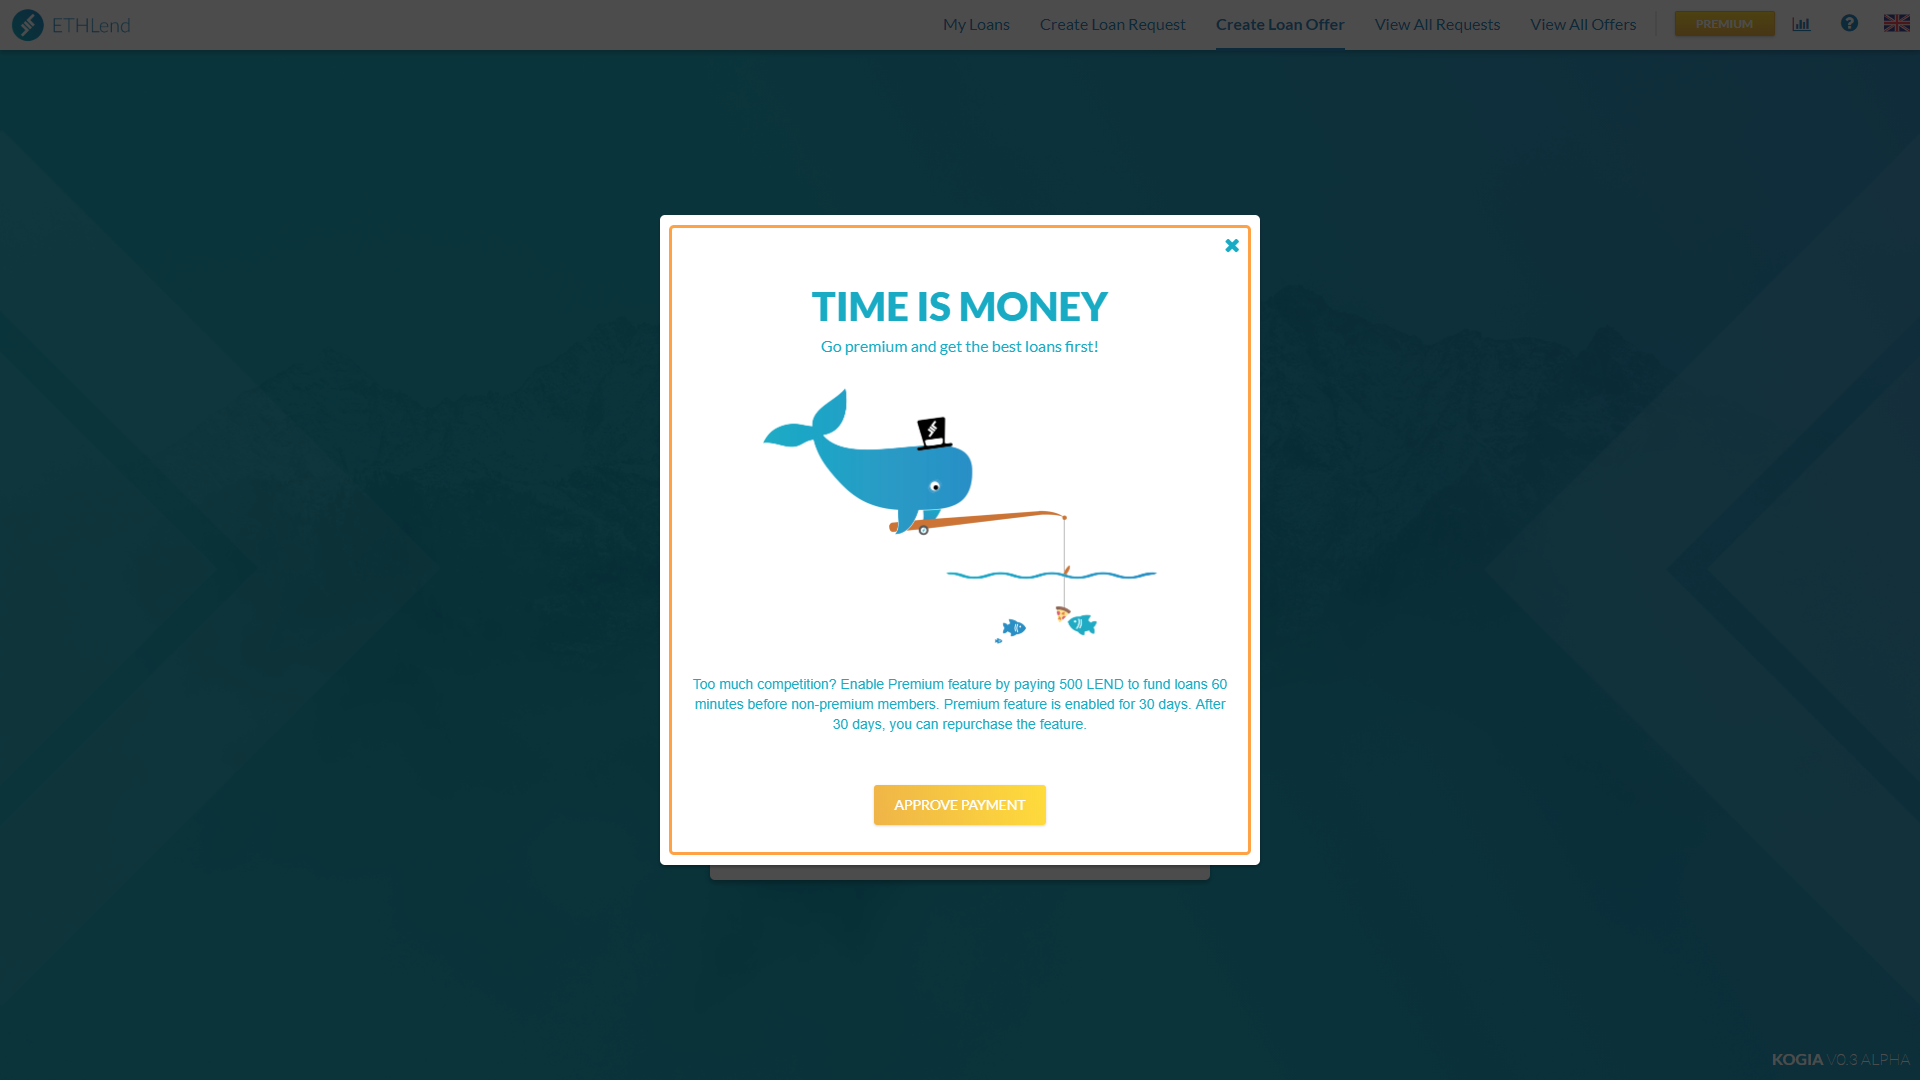 ETHLend
My Loans
Create Loan Request
Create Loan Offer
View All Requests
View All Offers
PREMIUM
TIME IS MONEY
Go premium and get the best loans first!
Too much competition? Enable Premium feature by paying 500 LEND to fund loans 60
minutes before non-premium members. Premium feature is enabled for 30 days. After
30 days, you can repurchase the feature.
APPROVE PAYMENT
KOGIA V0.3 ALPHA